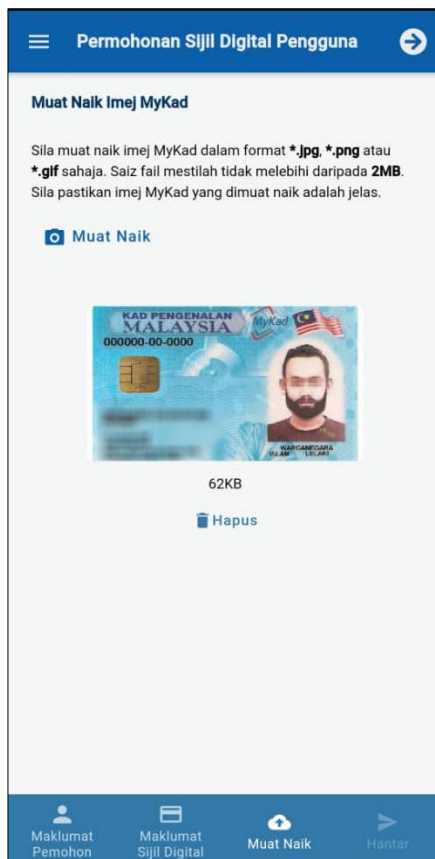 Permohonan Sijil Digital Pengguna
Muat Naik Imej MyKad
Sila muat naik imej MyKad dalam format *.jpg, *.png atau
*.gif sahaja. Saiz fail mestilah tidak melebihi daripada 2MB.
Sila pastikan imej MyKad yang dimuat naik adalah jelas.
Muat Naik
KAD PENGENALAN
MALAYSIA
MyKad
000000-00-0000
WARGANEGARA
ISLAM LELAKI
62KB
Hapus
Maklumat
Pemohon
Maklumat
Sijil Digital
Muat Naik
Hantar